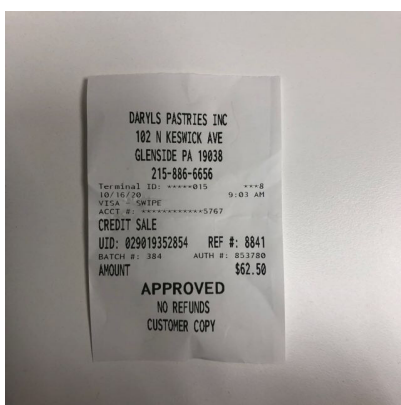 DARYLS PASTRIES INC
102 N KESWICK AVE
GLENSIDE PA 19038
215-886-6656
Terminal ID: *****015 ***8
10/16/20 9:03 AM
VISA - SWIPE
ACCT #: ************5767
CREDIT SALE
UID: 029019352854 REF #: 8841
BATCH #: 384 AUTH #: 853780
AMOUNT $62.50
APPROVED
NO REFUNDS
CUSTOMER COPY